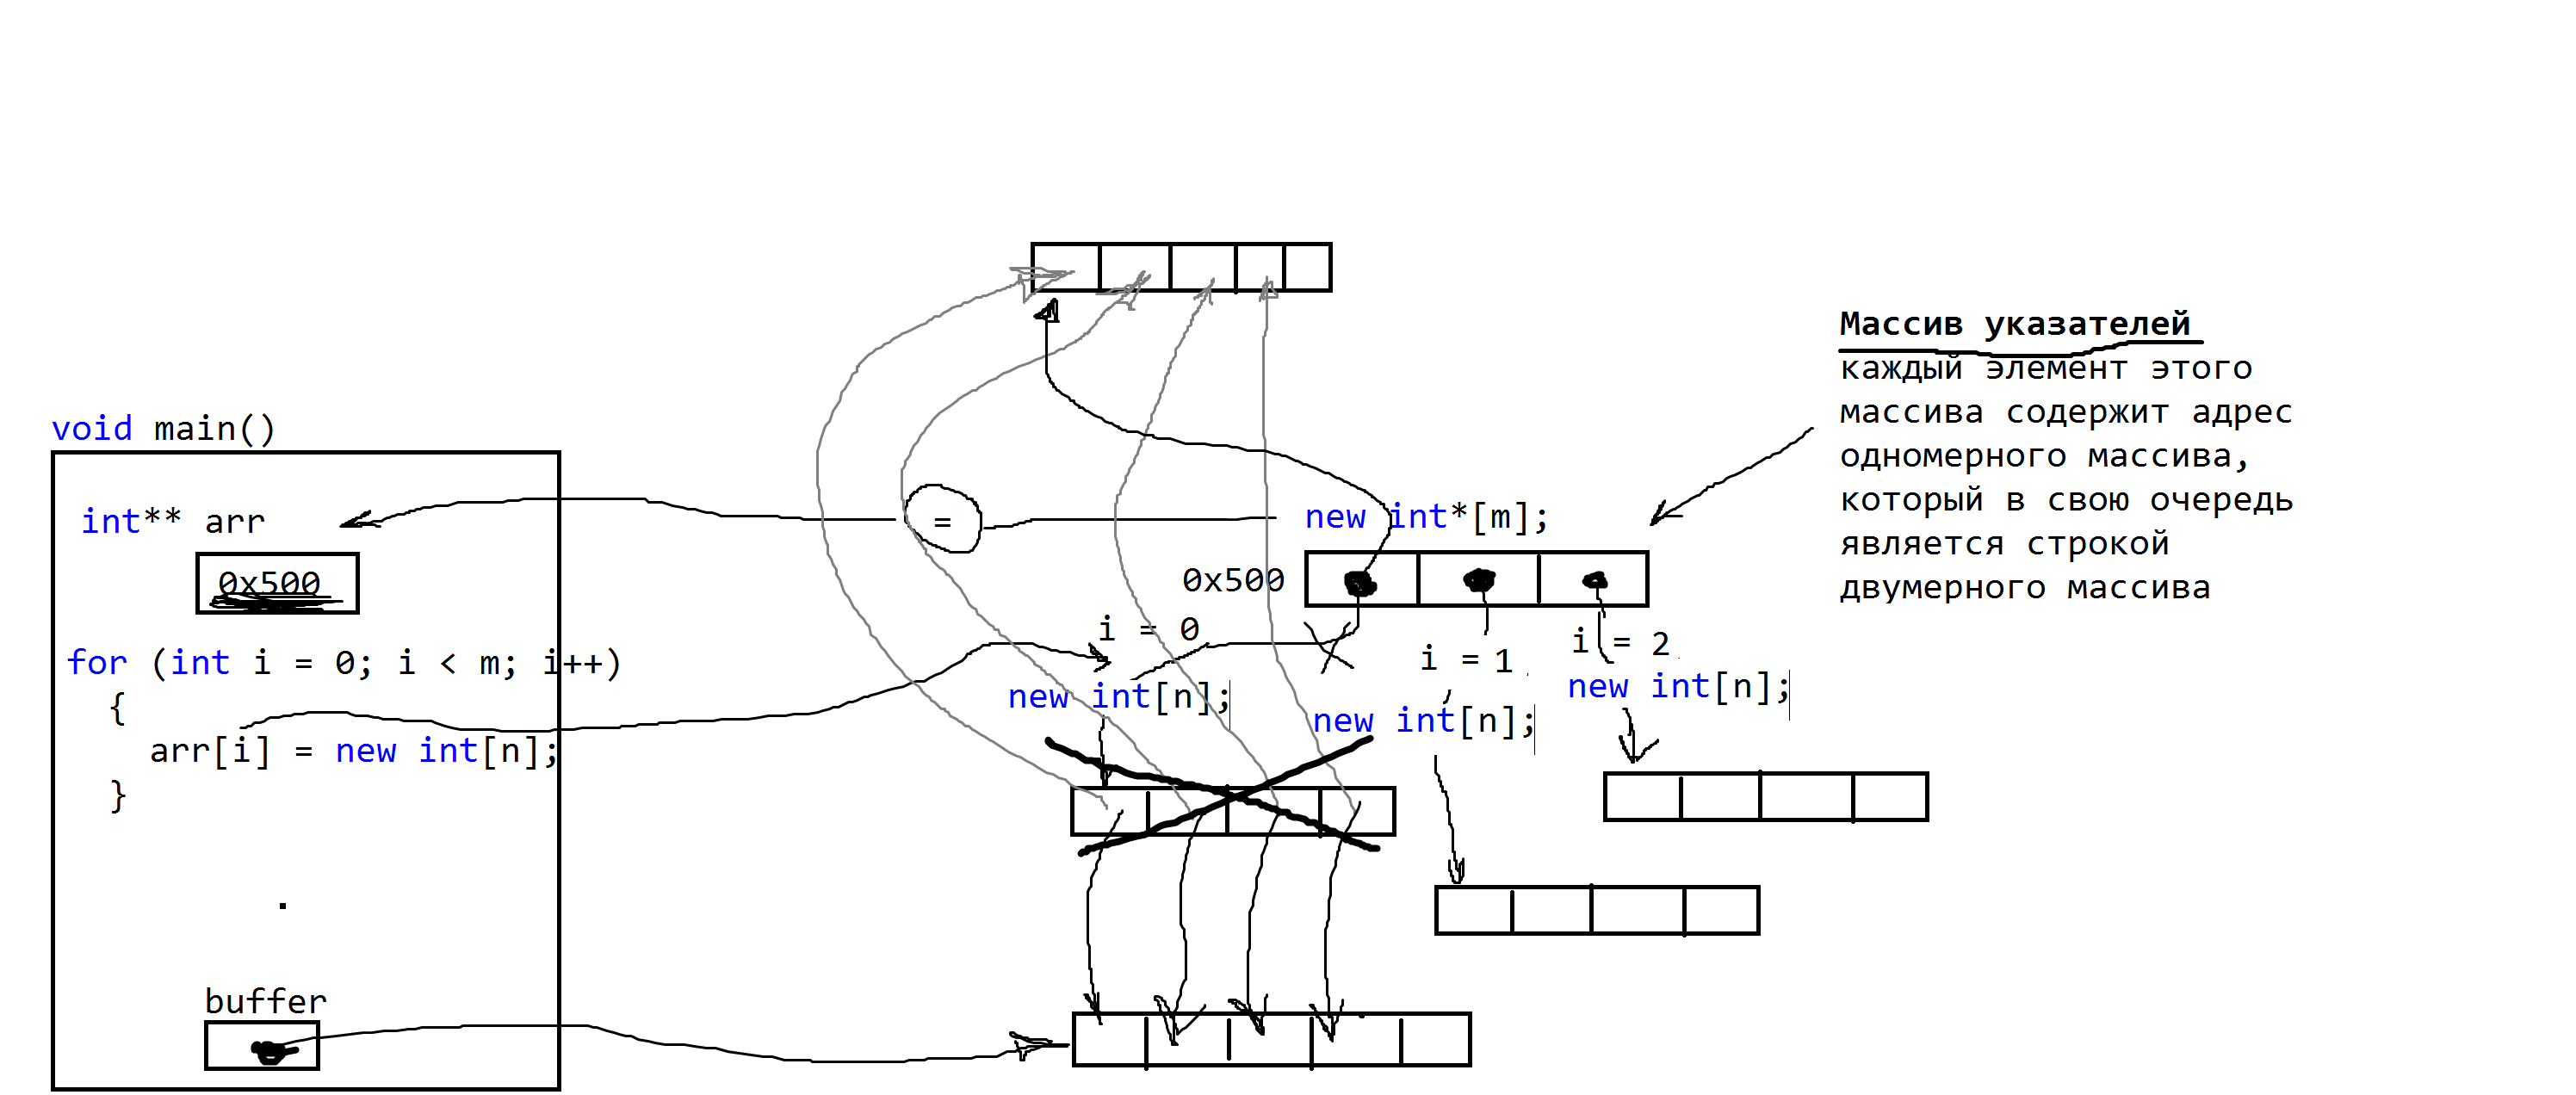 Массив указателей
каждый элемент этого
массива содержит адрес
одномерного массива,
который в свою очередь
является строкой
двумерного массива
void main()
int** arr
=
new int*[m];
0x500
0x500
i = 0
i = 1
i = 2
for (int i = 0; i < m; i++)
{
arr[i] = new int[n];
}
new int[n];
new int[n];
new int[n];
.
buffer